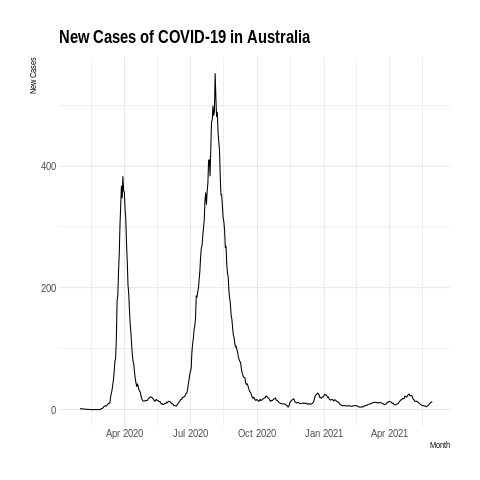 New Cases of COVID-19 in Australia
New Cases
400
200
0
Apr 2020 Jul 2020 Oct 2020 Jan 2021 Apr 2021
Month